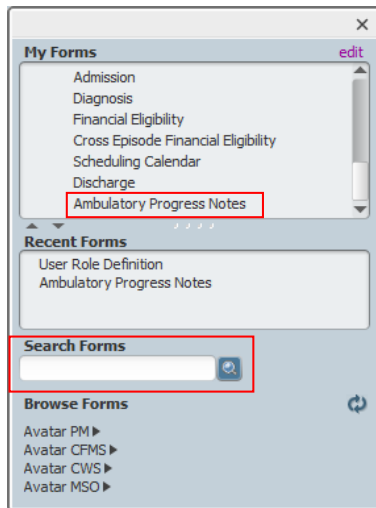 My Forms edit
Admission
Diagnosis
Financial Eligibility
Cross Episode Financial Eligibility
Scheduling Calendar
Discharge
Ambulatory Progress Notes
Recent Forms
User Role Definition
Ambulatory Progress Notes
Search Forms
Browse Forms
Avatar PM
Avatar CFMS
Avatar CWS
Avatar MSO